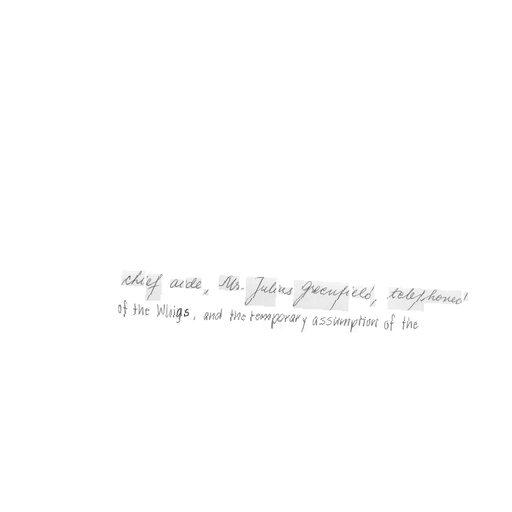 chief aide, Mr. Julius Greenfield, telephoned
of the Whigs, and the temporary assumption of the